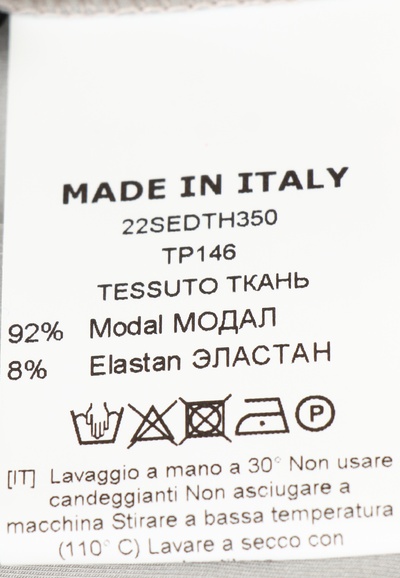 MADE IN ITALY
22SEDTH350
TP146
TESSUTO ТКАНЬ
92% Modal МОДАЛ
8% Elastan ЭЛАСТАН
P
[IT] Lavaggio a mano a 30° Non usare
candeggianti Non asciugare a
macchina Stirare a bassa temperatura
(110° C) Lavare a secco con